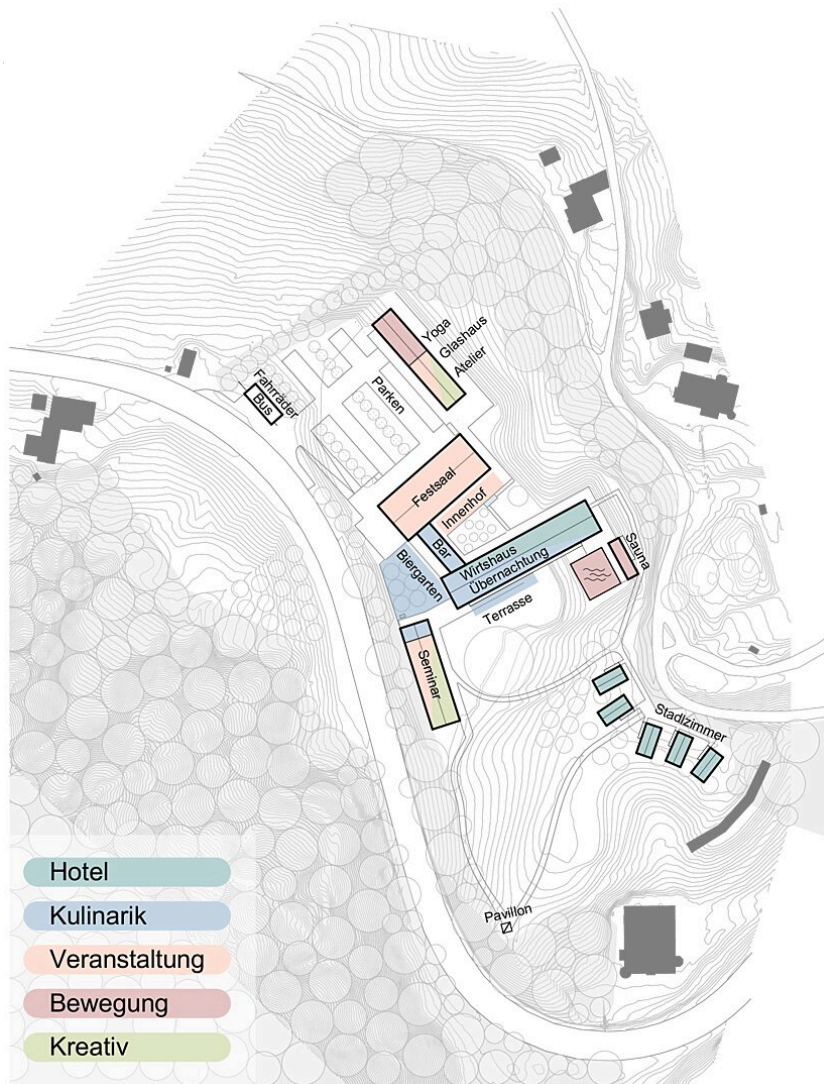 Yoga
Glashaus
Atelier
Fahrräder
Bus
Parken
Festsaal
Innenhof
Bar
Biergarten
Wirtshaus
Übernachtung
Sauna
Terrasse
Seminar
Stadlzimmer
Pavillon
Hotel
Kulinarik
Veranstaltung
Bewegung
Kreativ